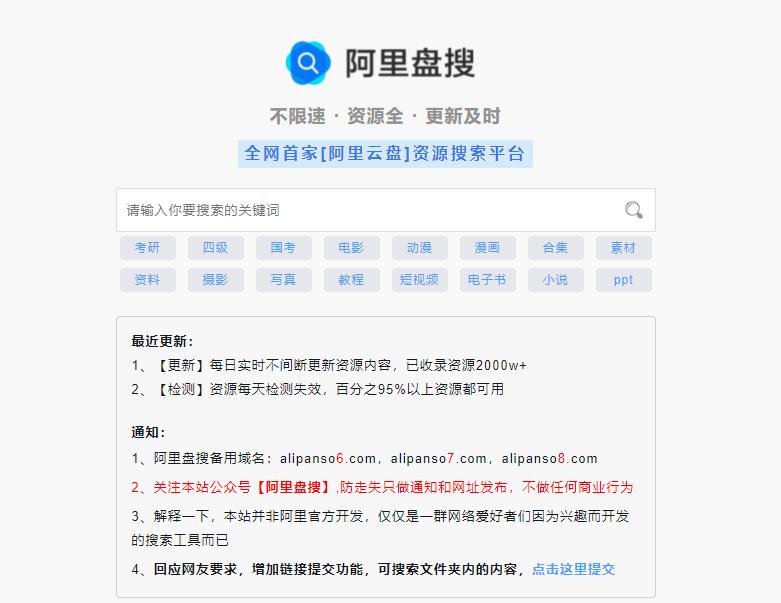 阿里盘搜
不限速 · 资源全 · 更新及时
全网首家[阿里云盘]资源搜索平台
请输入你要搜索的关键词
考研 四级 国考 电影 动漫 漫画 合集 素材
资料 摄影 写真 教程 短视频 电子书 小说 ppt
最近更新：
1、【更新】每日实时不间断更新资源内容，已收录资源2000w+
2、【检测】资源每天检测失效，百分之95%以上资源都可用
通知：
1、阿里盘搜备用域名：alipanso6.com，alipanso7.com，alipanso8.com
2、关注本站公众号【阿里盘搜】,防走失只做通知和网址发布，不做任何商业行为
3、解释一下，本站并非阿里官方开发，仅仅是一群网络爱好者们因为兴趣而开发
的搜索工具而已
4、回应网友要求，增加链接提交功能，可搜索文件夹内的内容，点击这里提交